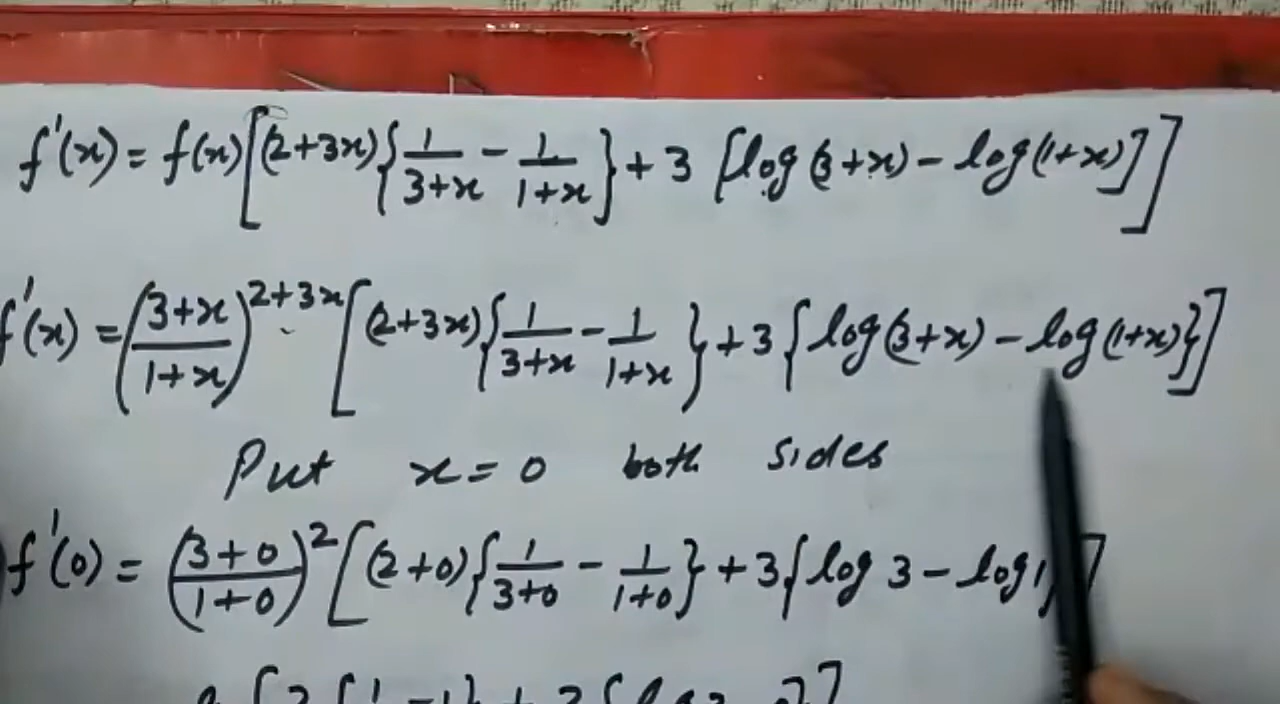 f'(x) = f(x)[(2+3x){1/(3+x) - 1/(1+x)} + 3 [log(3+x) - log(1+x)]]
f'(x) = ((3+x)/(1+x))^(2+3x) [(2+3x){1/(3+x) - 1/(1+x)} + 3{log(3+x) - log(1+x)}]
Put x = 0 both sides
f'(0) = ((3+0)/(1+0))^2 [(2+0){1/(3+0) - 1/(1+0)} + 3{log 3 - log 1